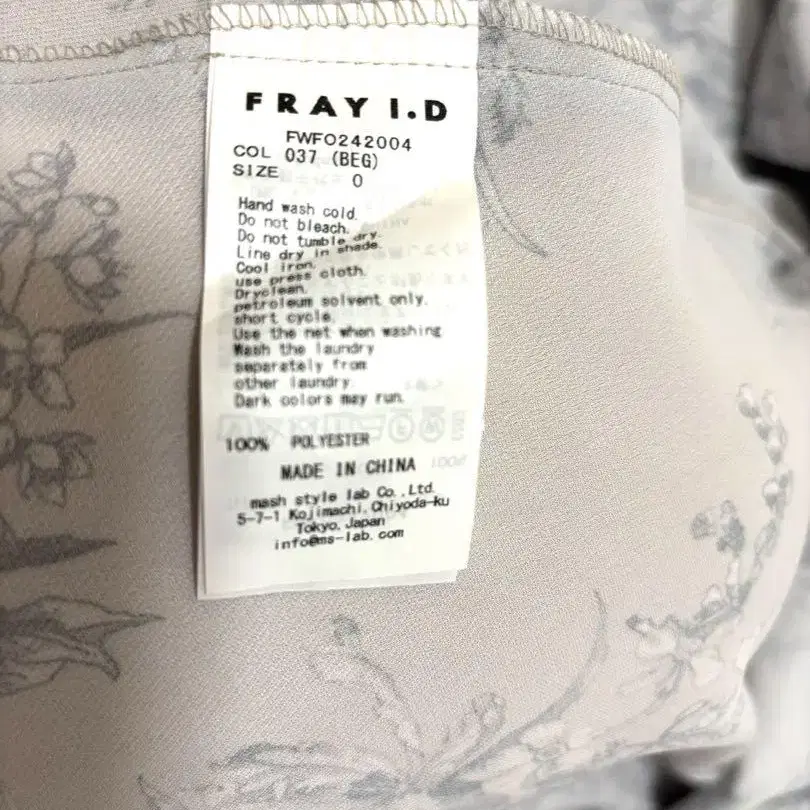 FRAY I.D
FWFO242004
COL 037 (BEG)
SIZE 0
Hand wash cold.
Do not bleach.
Do not tumble dry.
Line dry in shade.
Cool iron.
use press cloth.
Dryclean.
petroleum solvent only.
short cycle.
Use the net when washing
Wash the laundry
separately from
other laundry.
Dark colors may run.
100% POLYESTER
MADE IN CHINA
mash style lab Co.,Ltd.
5-7-1 Kojimachi,Chiyoda-ku
Tokyo,Japan
info@ms-lab.com